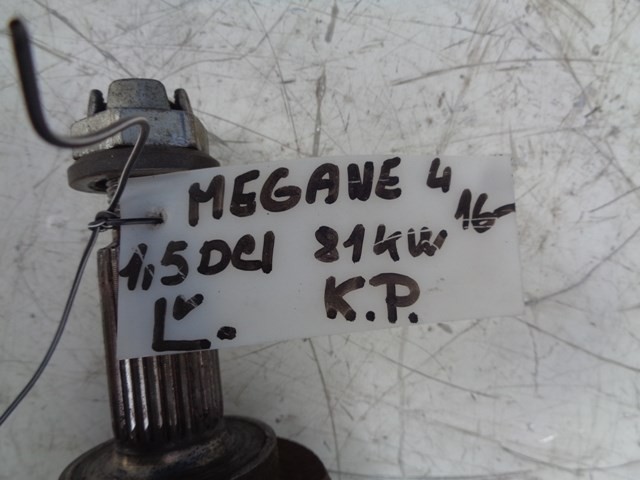 MEGANE 4
16-
1,5 DCI 81 KW
Ľ. K.P.